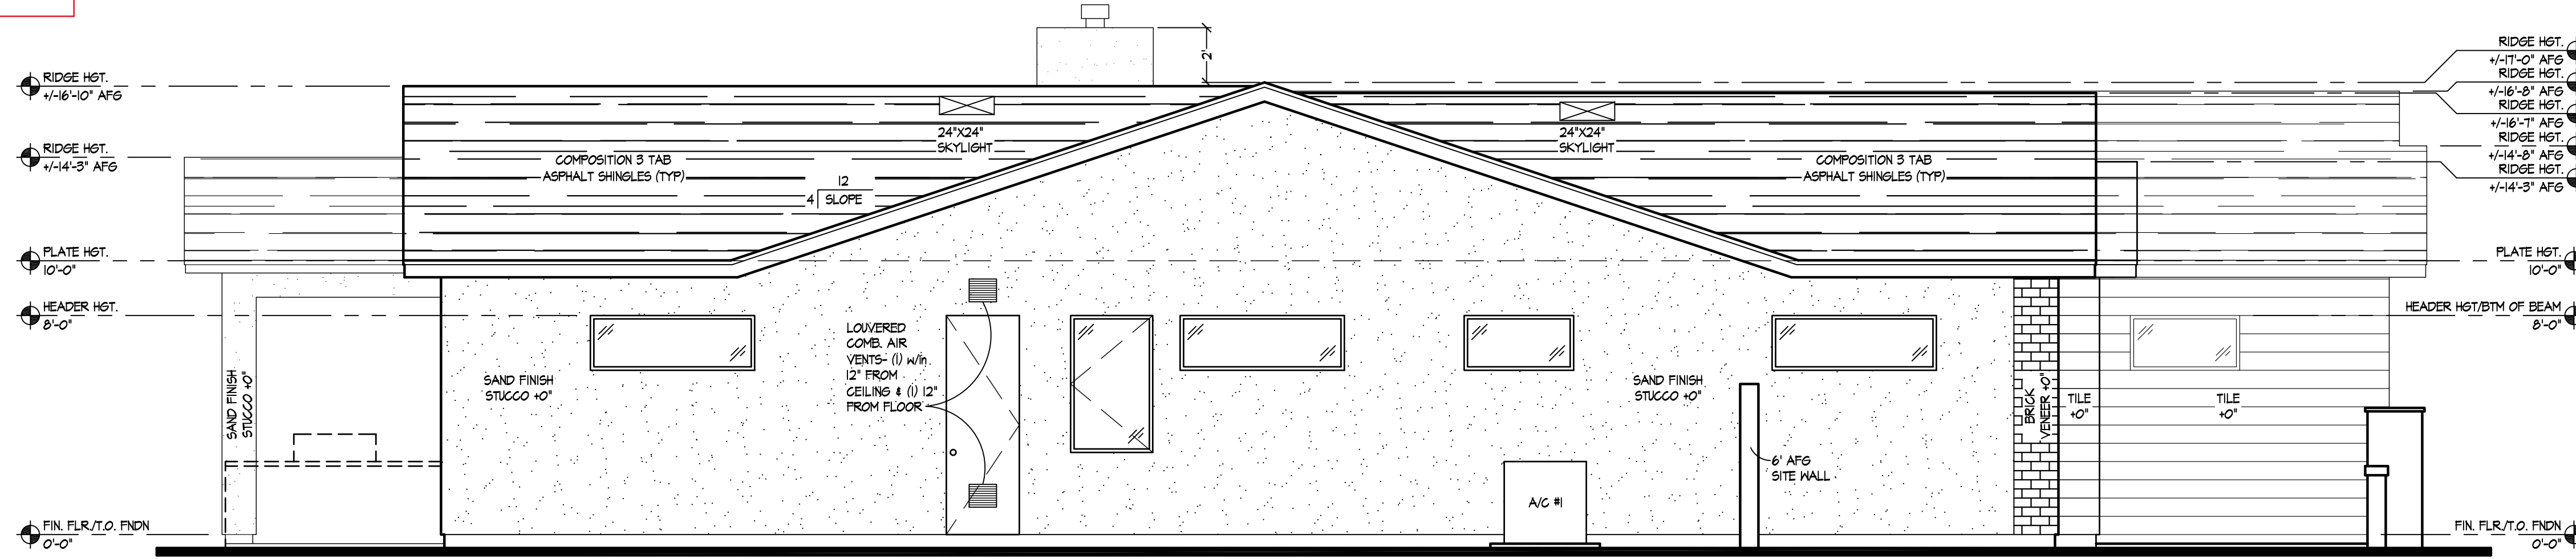 RIDGE HGT.
+/-16'-10" AFG
RIDGE HGT.
+/-14'-3" AFG
PLATE HGT.
10'-0"
HEADER HGT.
8'-0"
FIN. FLR./T.O. FNDN
0'-0"
SAND FINISH
STUCCO +0"
COMPOSITION 3 TAB
ASPHALT SHINGLES (TYP)
12
4
SLOPE
24"X24"
SKYLIGHT
2'
SAND FINISH
STUCCO +0"
LOUVERED
COMB. AIR
VENTS- (1) w/in
12" FROM
CEILING & (1) 12"
FROM FLOOR
24"X24"
SKYLIGHT
COMPOSITION 3 TAB
ASPHALT SHINGLES (TYP)
SAND FINISH
STUCCO +0"
A/C #1
6' AFG
SITE WALL
BRICK
VENEER +0"
TILE
+0"
TILE
+0"
RIDGE HGT.
+/-17'-0" AFG
RIDGE HGT.
+/-16'-8" AFG
RIDGE HGT.
+/-16'-7" AFG
RIDGE HGT.
+/-14'-8" AFG
RIDGE HGT.
+/-14'-3" AFG
PLATE HGT.
10'-0"
HEADER HGT/BTM OF BEAM
8'-0"
FIN. FLR./T.O. FNDN
0'-0"